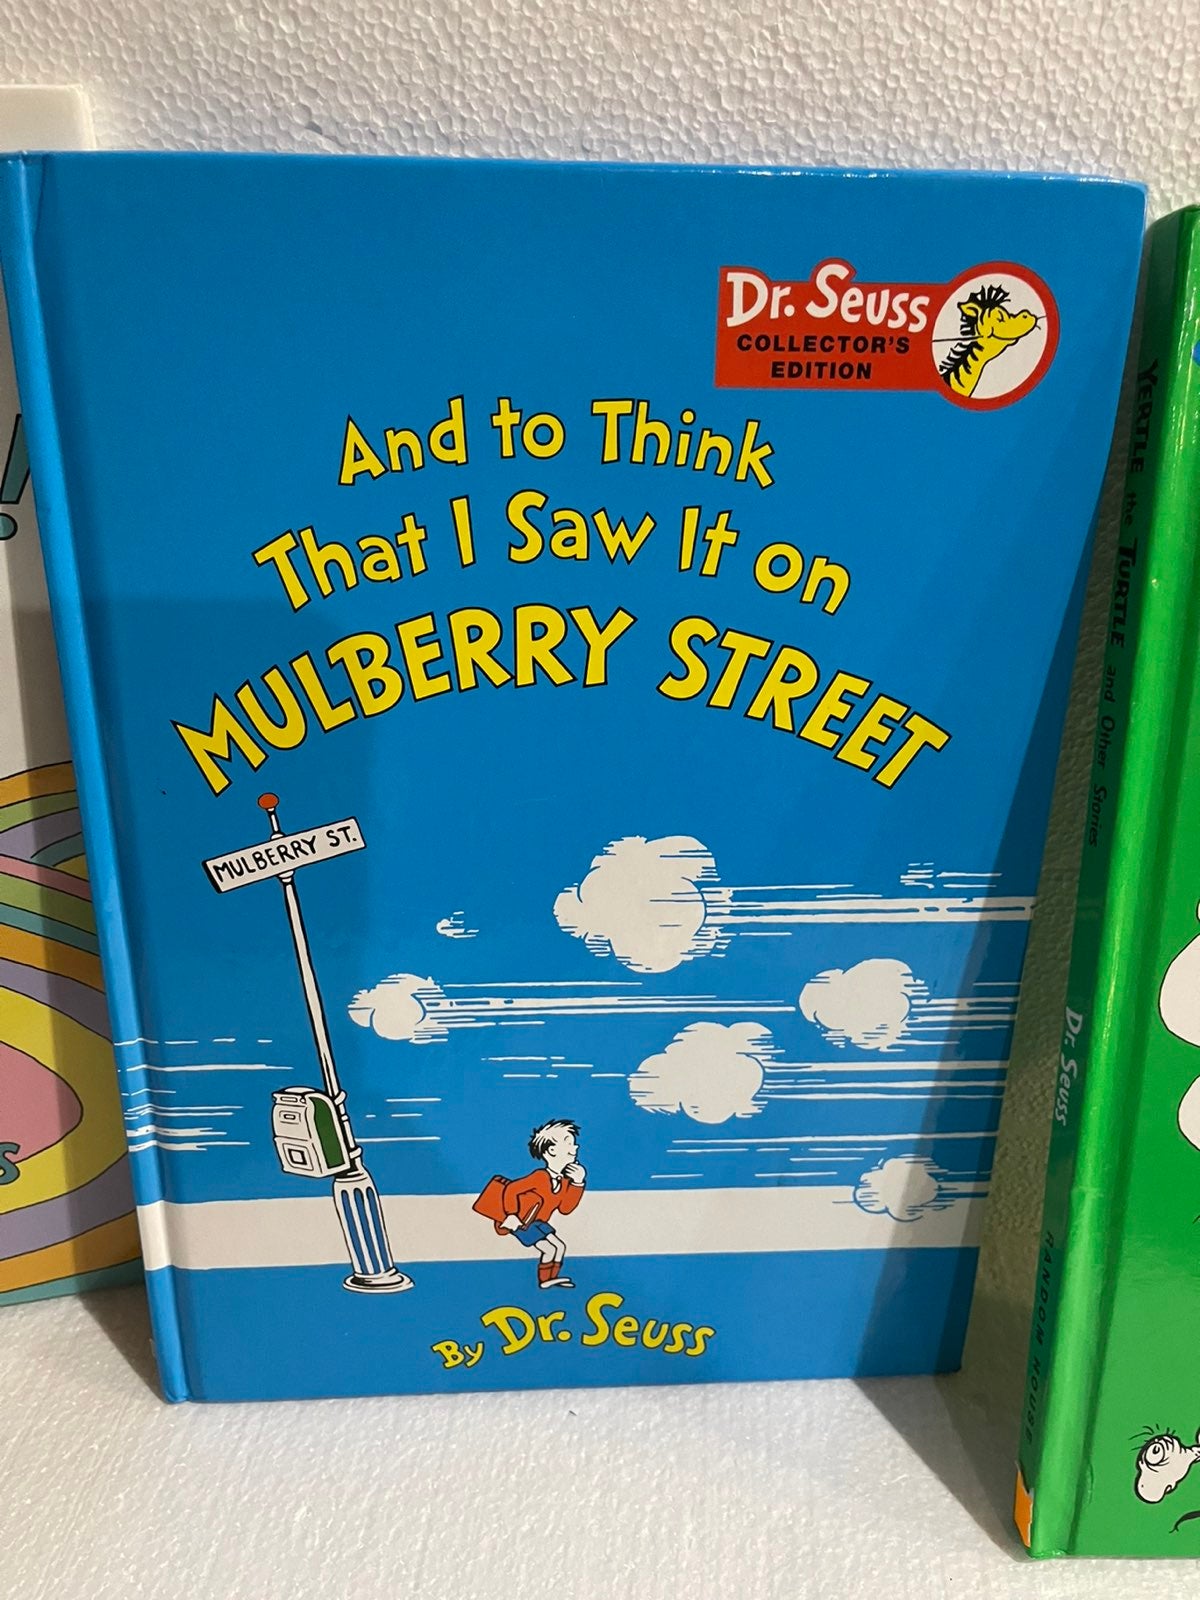 Dr. Seuss
COLLECTOR'S
EDITION
And to Think
That I Saw It on
MULBERRY STREET
MULBERRY ST.
By Dr. Seuss
YERTLE the TURTLE and Other Stories
Dr. Seuss
RANDOM HOUSE
!
s